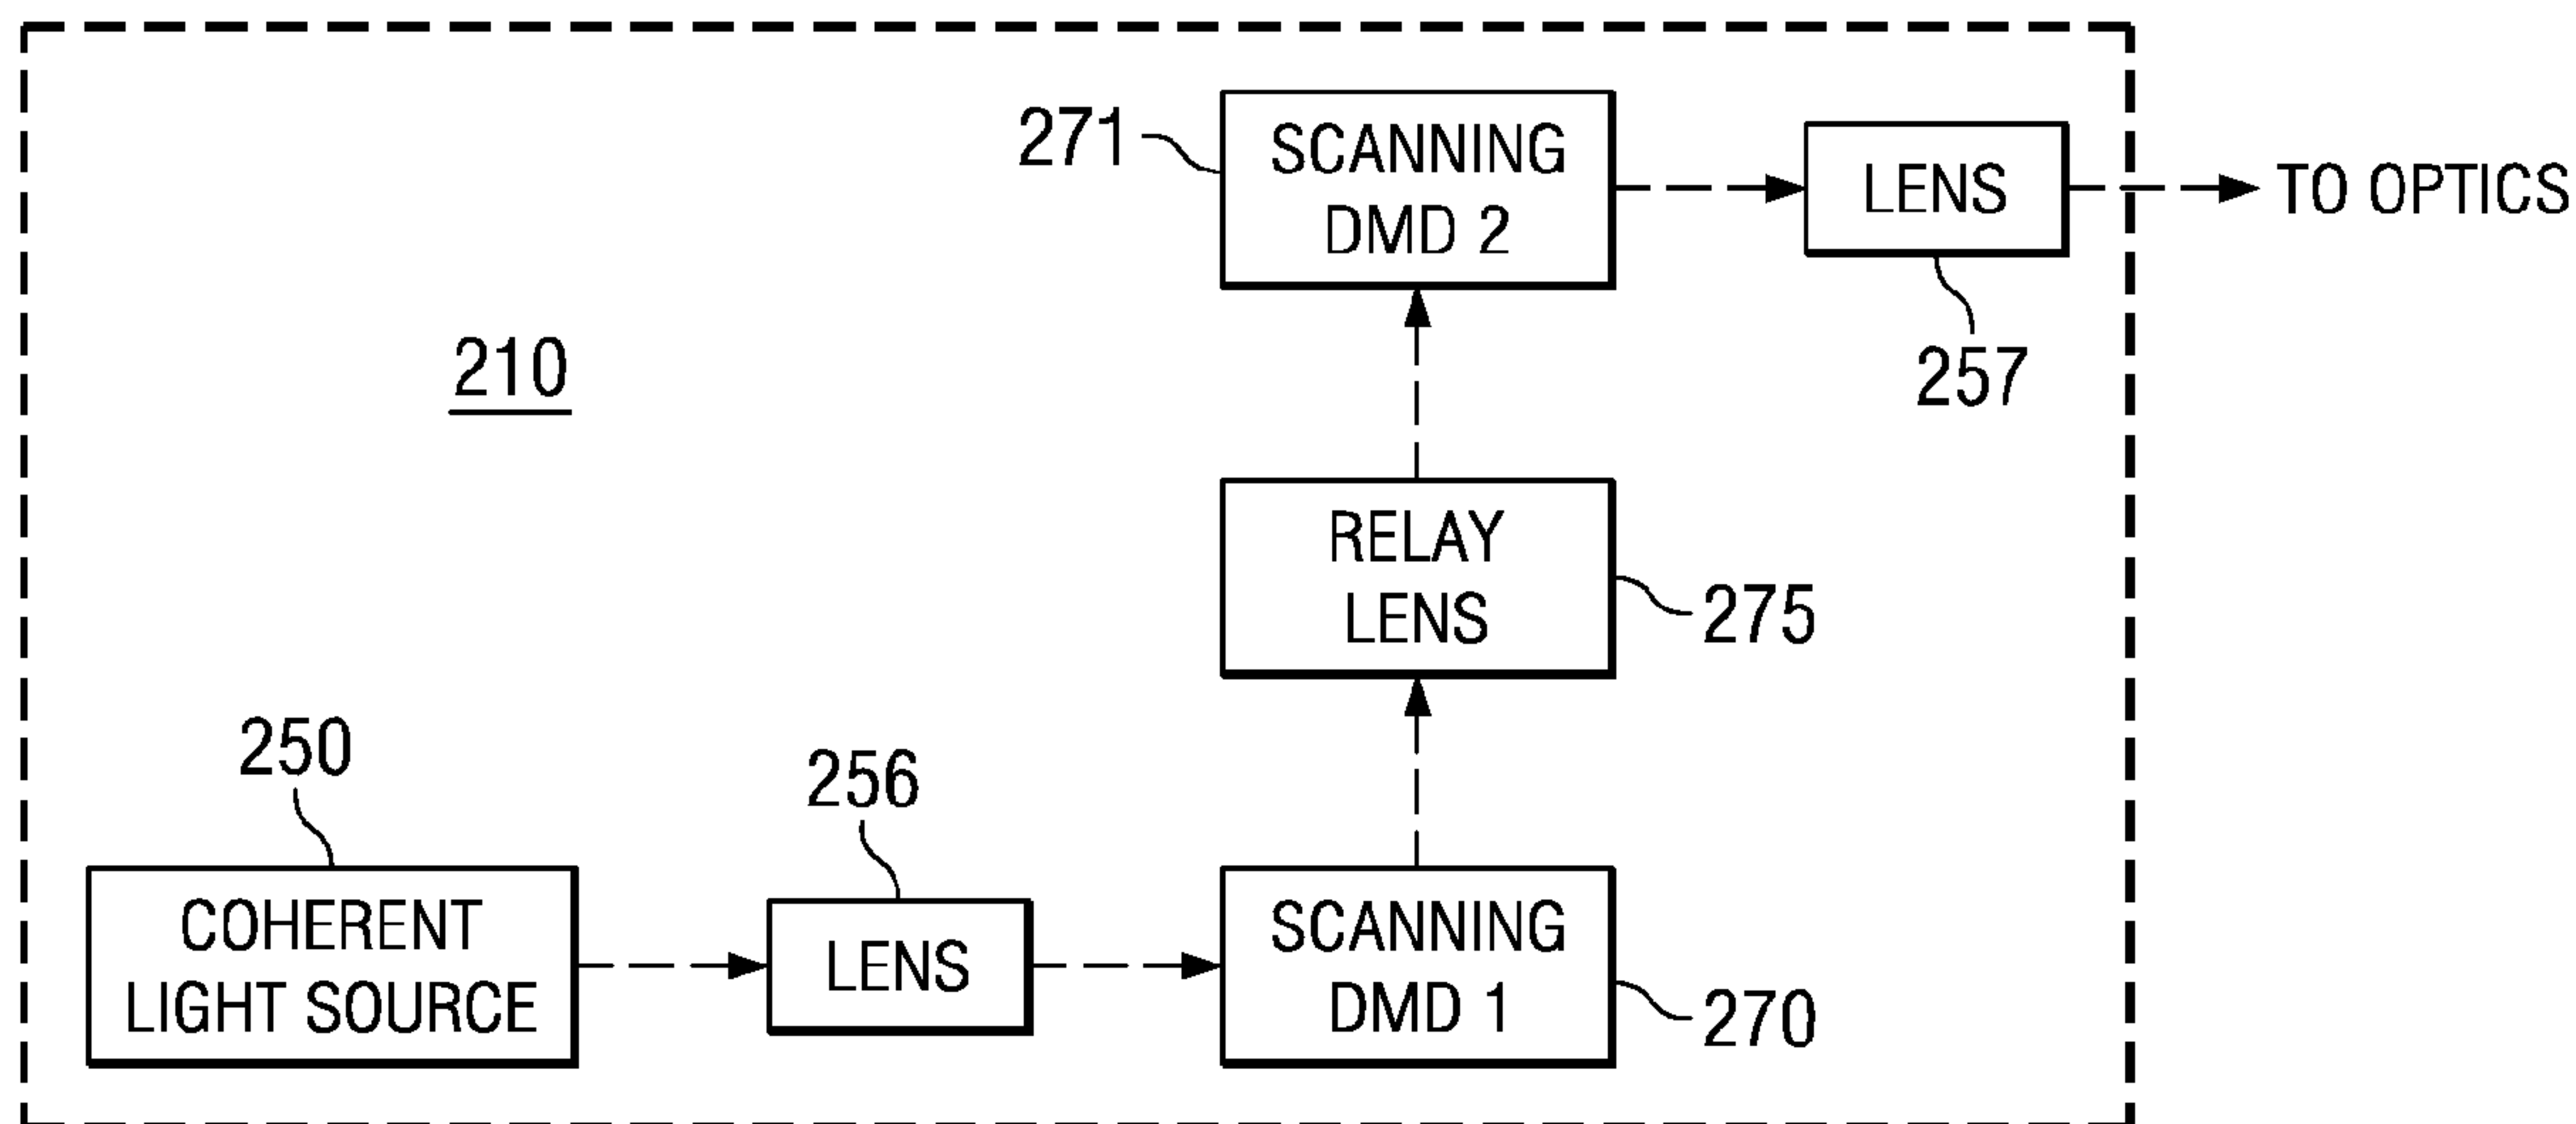 271
SCANNING
DMD 2
LENS
TO OPTICS
257
210
RELAY
LENS
275
250
256
COHERENT
LIGHT SOURCE
LENS
SCANNING
DMD 1
270